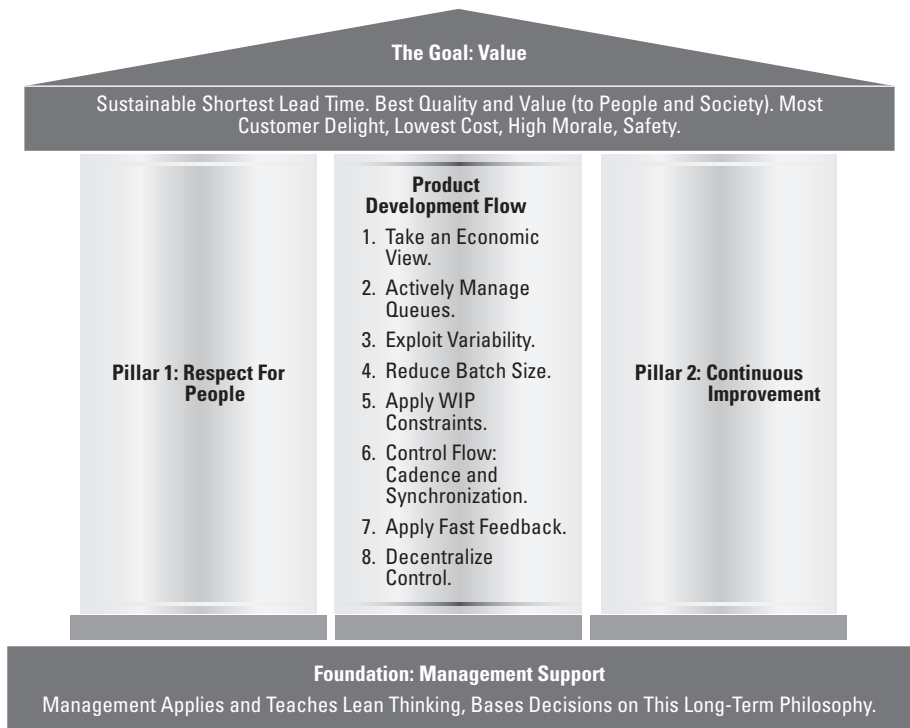 The Goal: Value
Sustainable Shortest Lead Time. Best Quality and Value (to People and Society). Most
Customer Delight, Lowest Cost, High Morale, Safety.
Pillar 1: Respect For
People
Product
Development Flow
1. Take an Economic
View.
2. Actively Manage
Queues.
3. Exploit Variability.
4. Reduce Batch Size.
5. Apply WIP
Constraints.
6. Control Flow:
Cadence and
Synchronization.
7. Apply Fast Feedback.
8. Decentralize
Control.
Pillar 2: Continuous
Improvement
Foundation: Management Support
Management Applies and Teaches Lean Thinking, Bases Decisions on This Long-Term Philosophy.